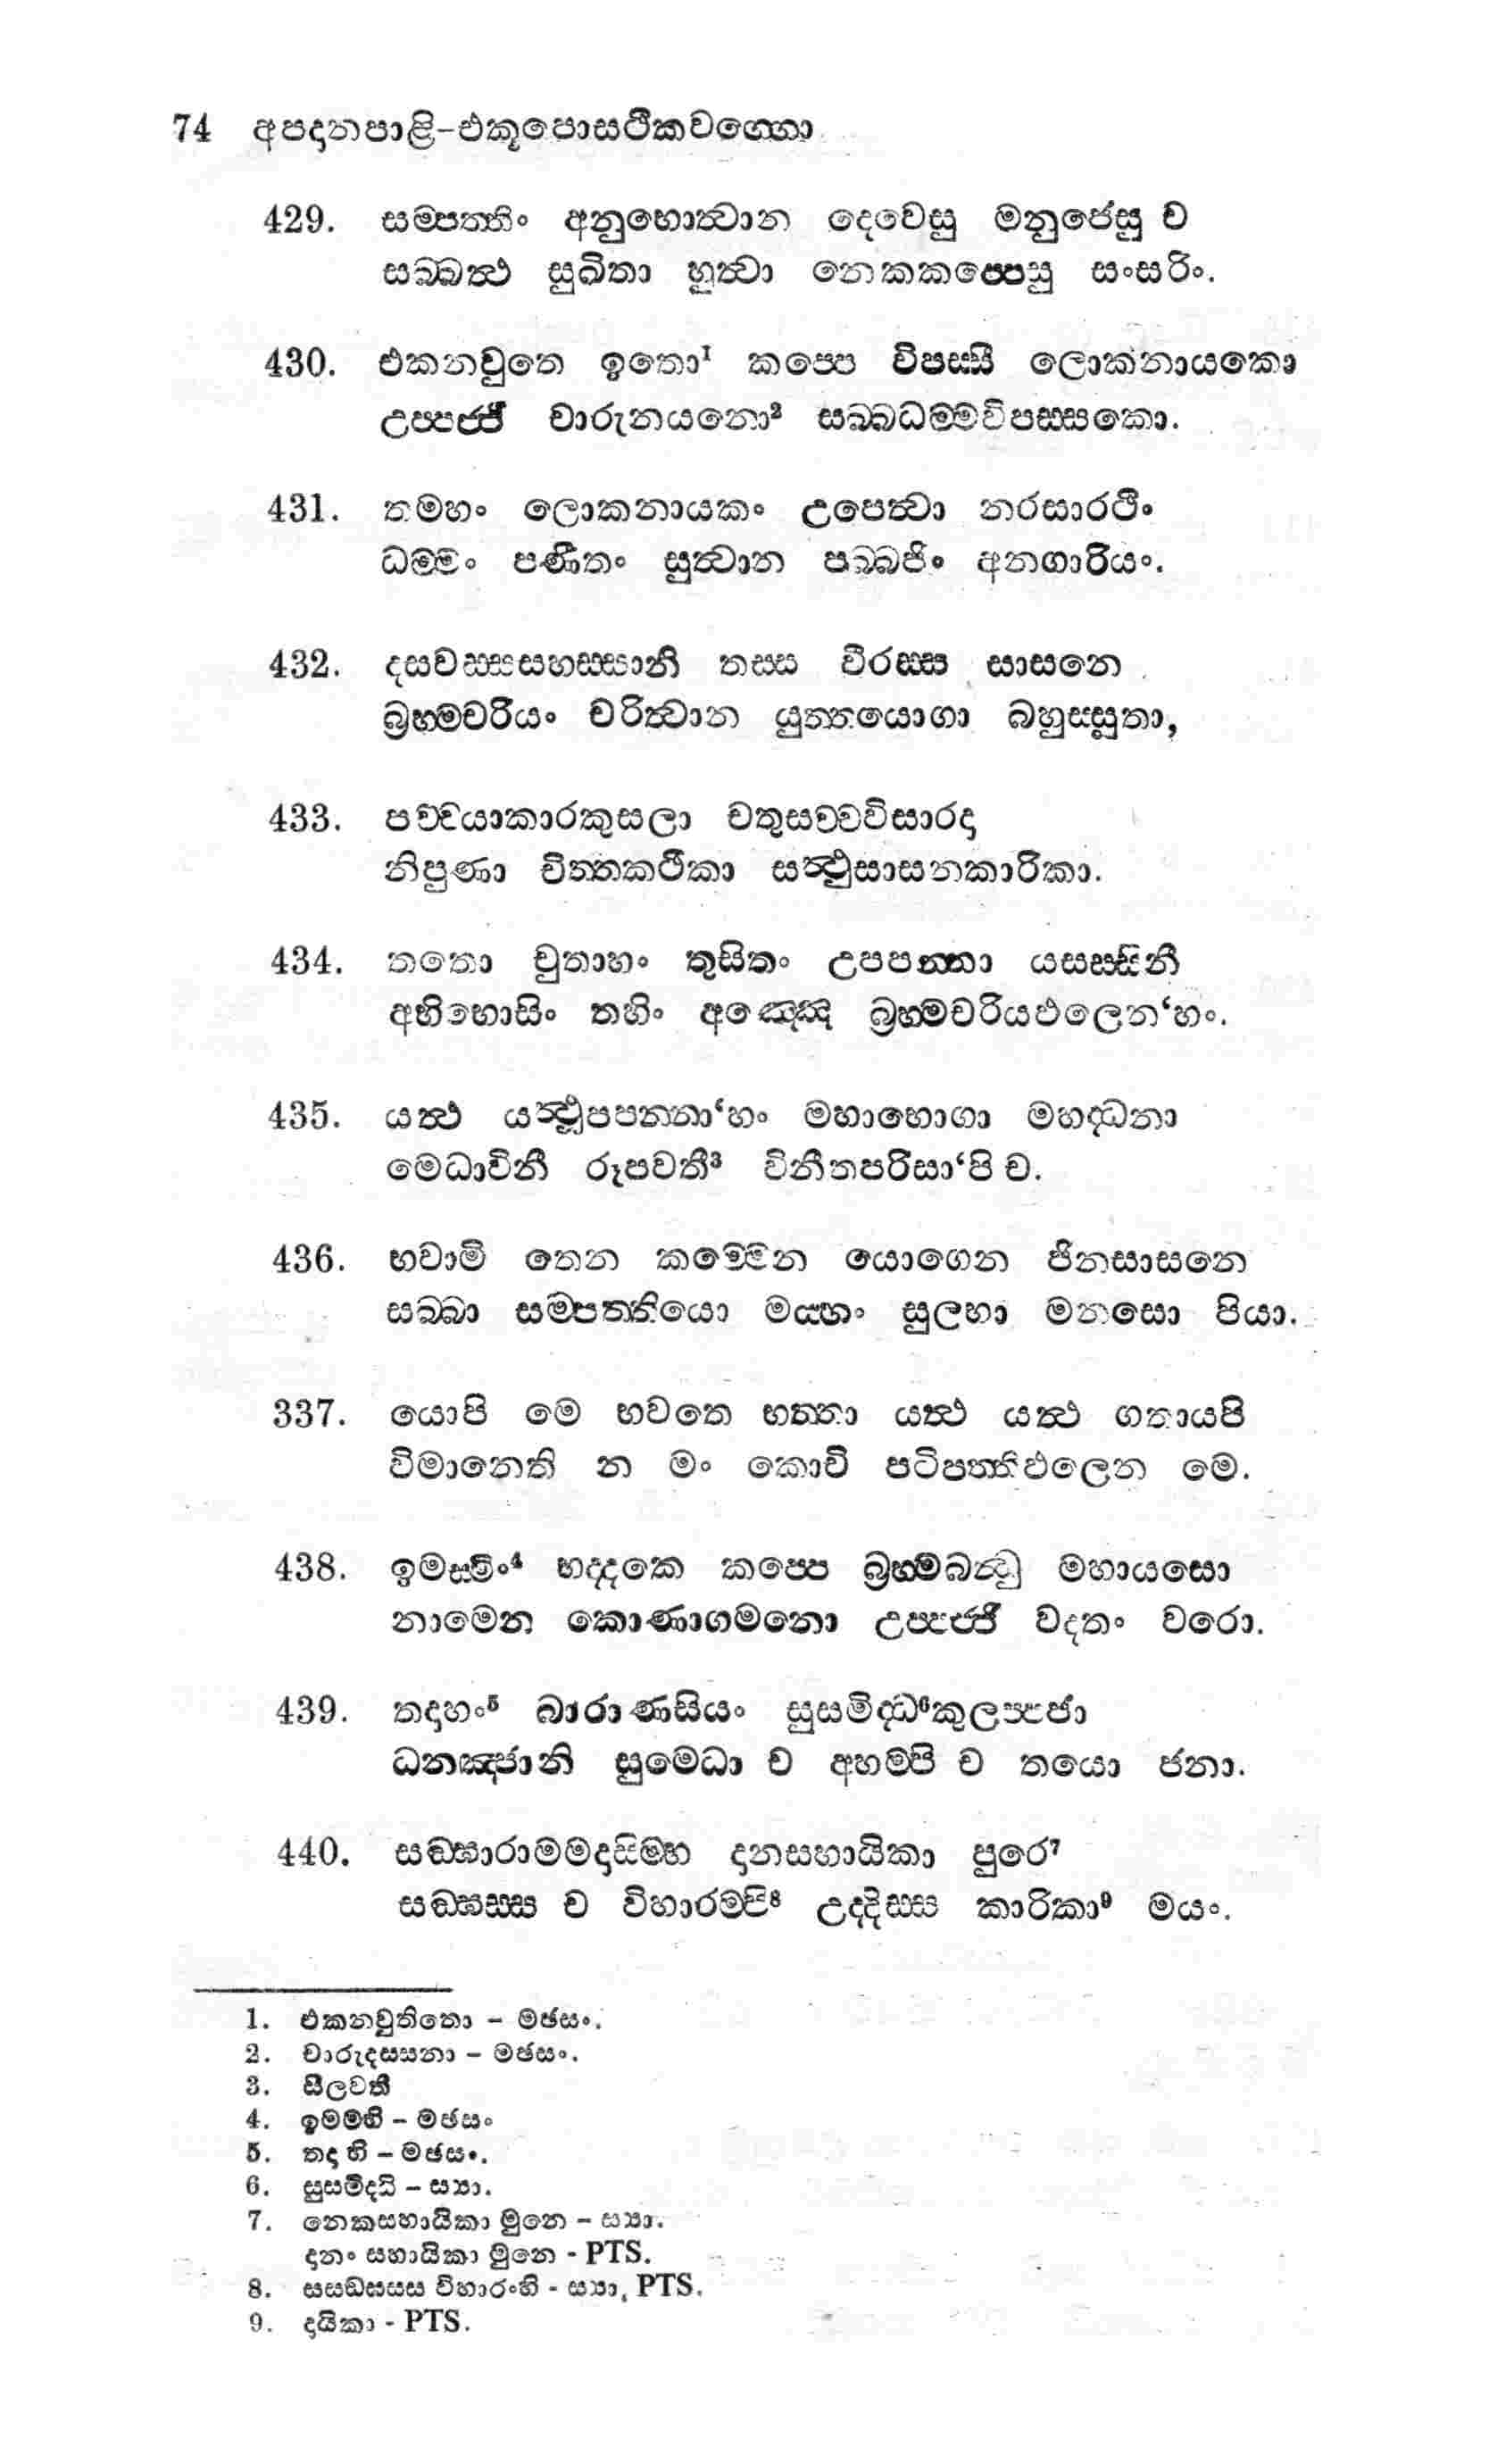 74 අපදානපාළි-එකූපොසථිකවග්ගො
429. සම්පත්තිං අනුභොත්වාන දෙවෙසු මනුජෙසු ච
සබ්බත්ථ සුඛිතා හුත්වා නෙකකප්පෙසු සංසරිං.
430. එකනවුතෙ ඉතො¹ කප්පෙ විපස්සී ලොකනායකො
උප්පජ්ජි චාරුනයනො² සබ්බධම්මවිපස්සකො.
431. තමහං ලොකනායකං උපෙත්වා නරසාරථිං
ධම්මං පණීතං සුත්වාන පබ්බජිං අනගාරියං.
432. දසවස්සසහස්සානි තස්ස වීරස්ස සාසනෙ
බ්‍රහ්මචරියං චරිත්වාන යුත්තයොගා බහුස්සුතා,
433. පච්චයාකාරකුසලා චතුසච්චවිසාරදා
නිපුණා චිත්තකථිකා සත්ථුසාසනකාරිකා.
434. තතො චුතාහං තුසිතං උපපන්නා යසස්සිනී
අභිභොසිං තහිං අඤ්ඤෙ බ්‍රහ්මචරියඵලෙන‘හං.
435. යත්ථ යත්ථූපපන්නා‘හං මහාභොගා මහද්ධනා
මෙධාවිනී රූපවතී³ විනීතපරිසා‘පි ච.
436. භවාමි තෙන කම්මෙන යොගෙන ජිනසාසනෙ
සබ්බා සම්පත්තියො මය්හං සුලභා මනසො පියා.
337. යොපි මෙ භවතෙ භත්තා යත්ථ යත්ථ ගතායපි
විමානෙති න මං කොචි පටිපත්තිඵලෙන මෙ.
438. ඉමස්මිං⁴ භද්දකෙ කප්පෙ බ්‍රහ්මබන්ධු මහායසො
නාමෙන කොණාගමනො උප්පජ්ජි වදතං වරො.
439. තදාහං⁵ බාරාණසියං සුසමිද්ධ⁶කුලප්පජා
ධනඤ්ජානි සුමෙධා ච අහම්පි ච තයො ජනා.
440. සඞ්ඝාරාමමදාසිම්හ දානසහායිකා පුරෙ⁷
සඞ්ඝස්ස ච විහාරම්පි⁸ උද්දිස්ස කාරිකා⁹ මයං.
1. එකනවුතිතො - මඡසං.
2. චාරුදස්සනා - මඡසං.
3. සීලවතී
4. ඉමම්හි - මඡසං
5. තදා හි - මඡසං.
6. සුසමිද්ධි - ස්‍යා.
7. නෙකසහායිකා මුනෙ - ස්‍යා.
දානං සහායිකා මුනෙ - PTS.
8. සසඞ්ඝස්ස විහාරංහි - ස්‍යා, PTS.
9. දායිකා - PTS.